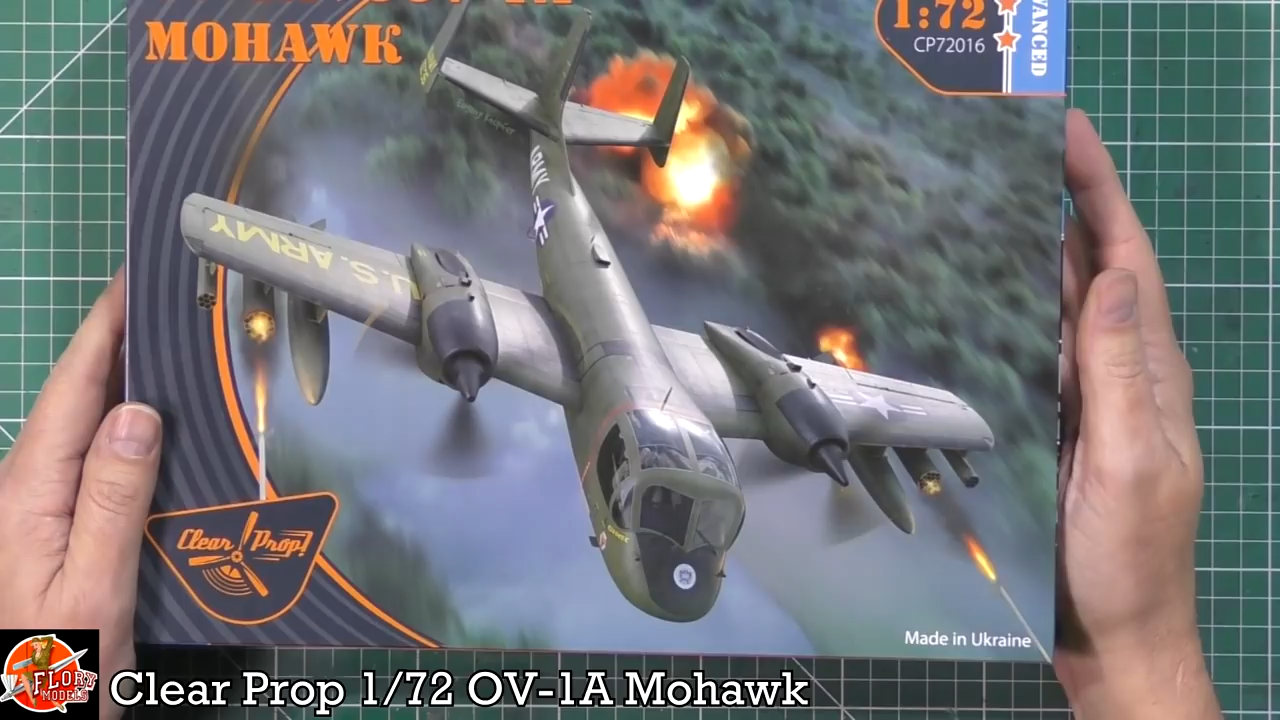 MOHAWK
1:72
CP72016
VANCED
ARMY
U.S. ARMY
Clear Prop!
Made in Ukraine
FLORY
MODELS
Clear Prop 1/72 OV-1A Mohawk